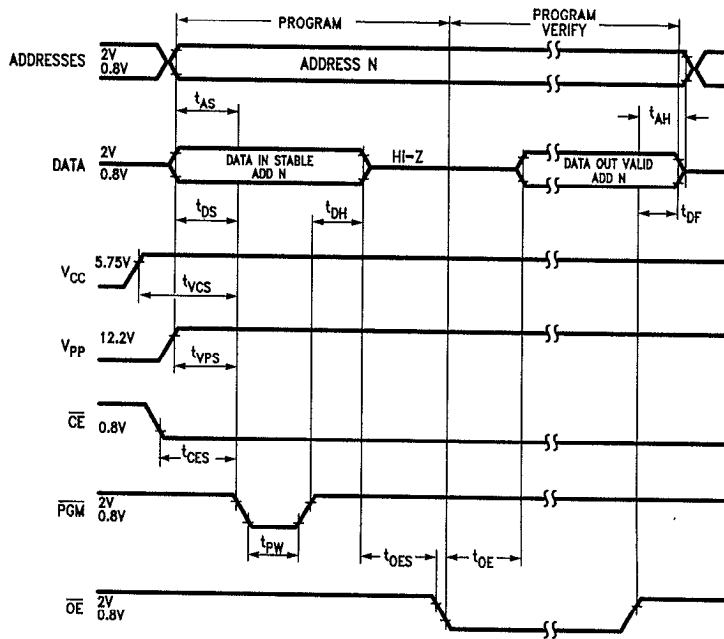 PROGRAM
PROGRAM
VERIFY
ADDRESSES
2V
0.8V
ADDRESS N
tAS
tAH
DATA
2V
0.8V
DATA IN STABLE
ADD N
HI-Z
DATA OUT VALID
ADD N
tDS
tDH
tDF
VCC
5.75V
tVCS
VPP
12.2V
tVPS
CE
0.8V
tCES
PGM
2V
0.8V
tPW
tOES
tOE
OE
2V
0.8V